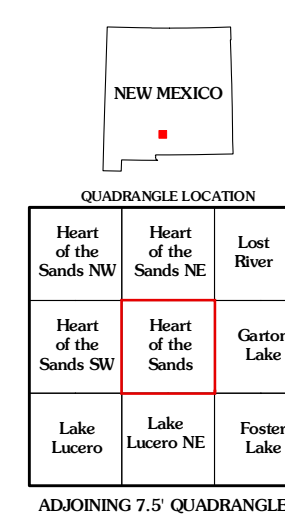 NEW MEXICO
QUADRANGLE LOCATION
Heart
of the
Sands NW
Heart
of the
Sands NE
Lost
River
Heart
of the
Sands SW
Heart
of the
Sands
Garton
Lake
Lake
Lucero
Lake
Lucero NE
Foster
Lake
ADJOINING 7.5' QUADRANGLE